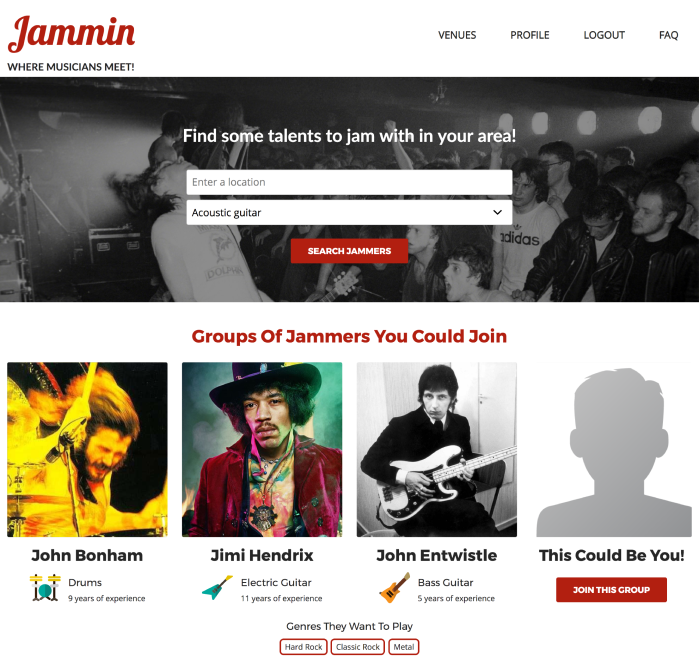 Jammin
WHERE MUSICIANS MEET!
VENUES PROFILE LOGOUT FAQ
Find some talents to jam with in your area!
Enter a location
Acoustic guitar
SEARCH JAMMERS
adidas
Groups Of Jammers You Could Join
John Bonham Jimi Hendrix John Entwistle This Could Be You!
Drums Electric Guitar Bass Guitar
9 years of experience 11 years of experience 5 years of experience
JOIN THIS GROUP
Genres They Want To Play
Hard Rock Classic Rock Metal